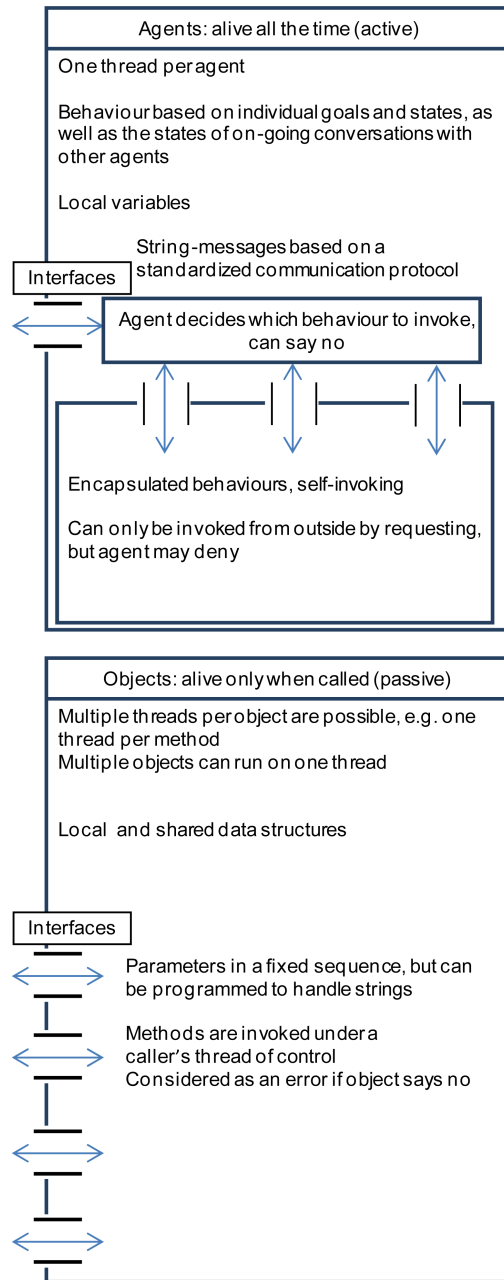 Agents: alive all the time (active)
One thread per agent
Behaviour based on individual goals and states, as
well as the states of on-going conversations with
other agents
Local variables
String-messages based on a
standardized communication protocol
Interfaces
Agent decides which behaviour to invoke,
can say no
Encapsulated behaviours, self-invoking
Can only be invoked from outside by requesting,
but agent may deny
Objects: alive only when called (passive)
Multiple threads per object are possible, e.g. one
thread per method
Multiple objects can run on one thread
Local and shared data structures
Interfaces
Parameters in a fixed sequence, but can
be programmed to handle strings
Methods are invoked under a
caller's thread of control
Considered as an error if object says no